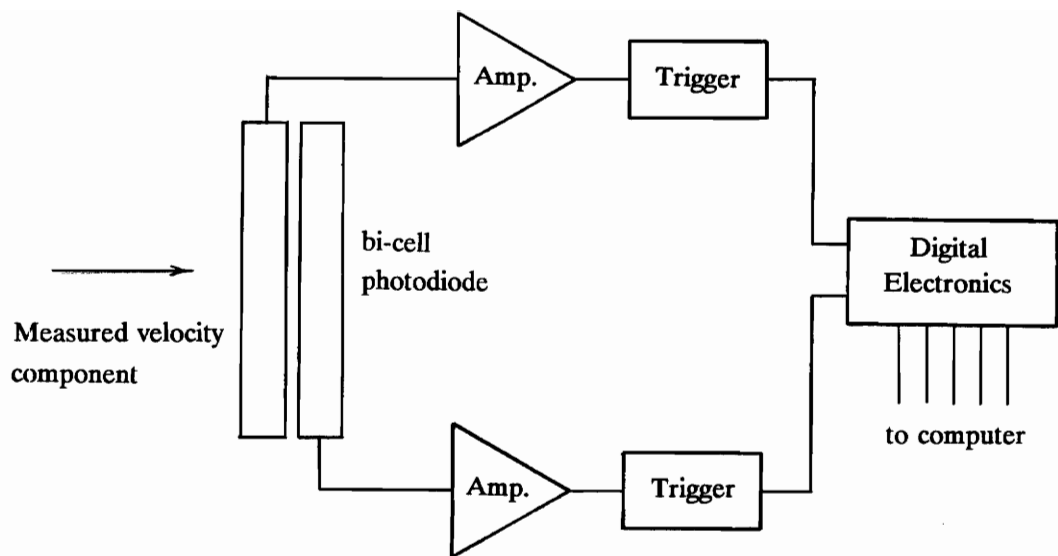 Amp.
Trigger
bi-cell
photodiode
Digital
Electronics
Measured velocity
component
to computer
Amp.
Trigger